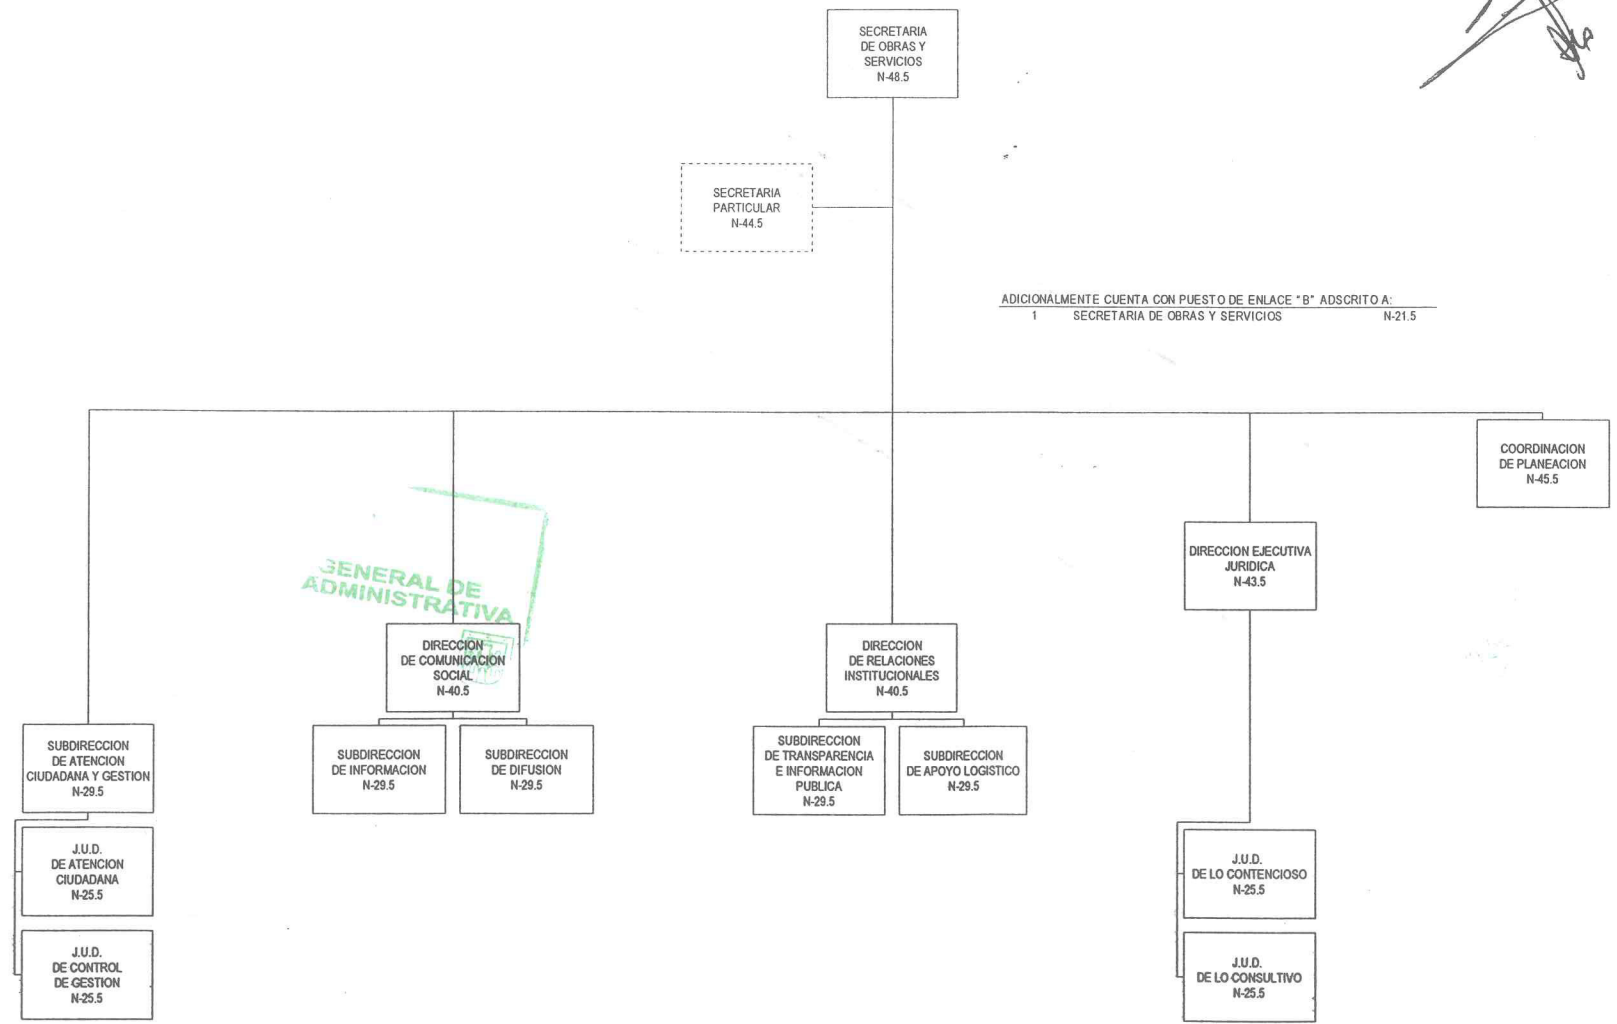 SECRETARIA
DE OBRAS Y
SERVICIOS
N-48.5
SECRETARIA
PARTICULAR
N-44.5
ADICIONALMENTE CUENTA CON PUESTO DE ENLACE "B" ADSCRITO A:
1 SECRETARIA DE OBRAS Y SERVICIOS N-21.5
COORDINACION
DE PLANEACION
N-45.5
DIRECCION EJECUTIVA
JURIDICA
N-43.5
GENERAL DE
ADMINISTRATIVA
DIRECCION
DE COMUNICACION
SOCIAL
N-40.5
DIRECCION
DE RELACIONES
INSTITUCIONALES
N-40.5
SUBDIRECCION
DE ATENCION
CIUDADANA Y GESTION
N-29.5
SUBDIRECCION
DE INFORMACION
N-29.5
SUBDIRECCION
DE DIFUSION
N-29.5
SUBDIRECCION
DE TRANSPARENCIA
E INFORMACION
PUBLICA
N-29.5
SUBDIRECCION
DE APOYO LOGISTICO
N-29.5
J.U.D.
DE ATENCION
CIUDADANA
N-25.5
J.U.D.
DE LO CONTENCIOSO
N-25.5
J.U.D.
DE CONTROL
DE GESTION
N-25.5
J.U.D.
DE LO CONSULTIVO
N-25.5